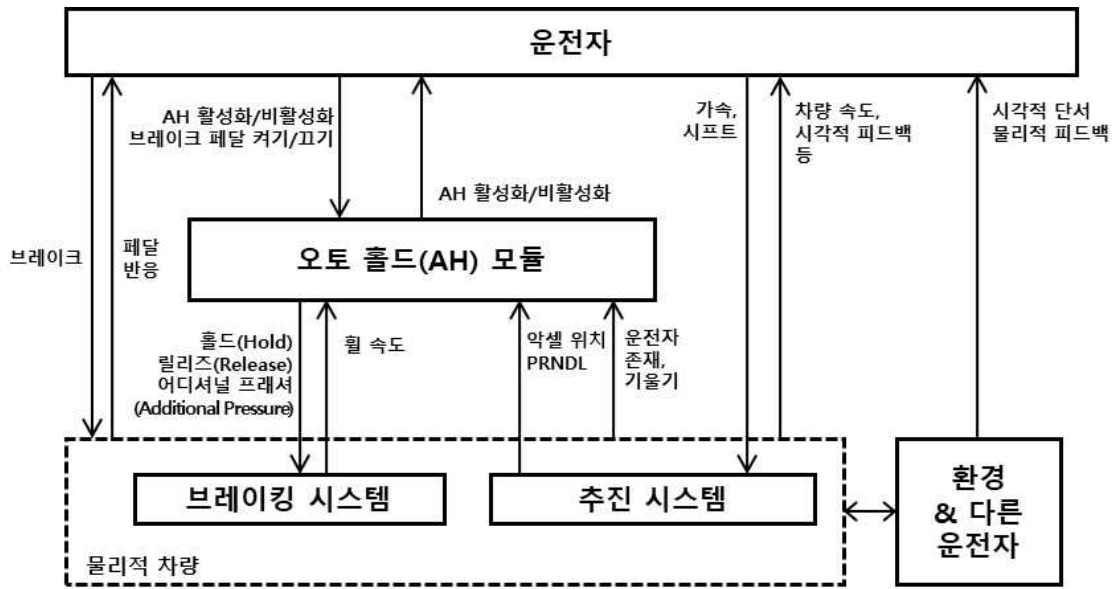 운전자
AH 활성화/비활성화
브레이크 페달 켜기/끄기
가속,
시프트
차량 속도,
시각적 피드백
등
시각적 단서
물리적 피드백
AH 활성화/비활성화
브레이크
페달
반응
오토 홀드(AH) 모듈
홀드(Hold)
릴리즈(Release)
어디셔널 프래셔
(Additional Pressure)
휠 속도
악셀 위치
PRNDL
운전자
존재,
기울기
브레이킹 시스템
추진 시스템
물리적 차량
환경
& 다른
운전자